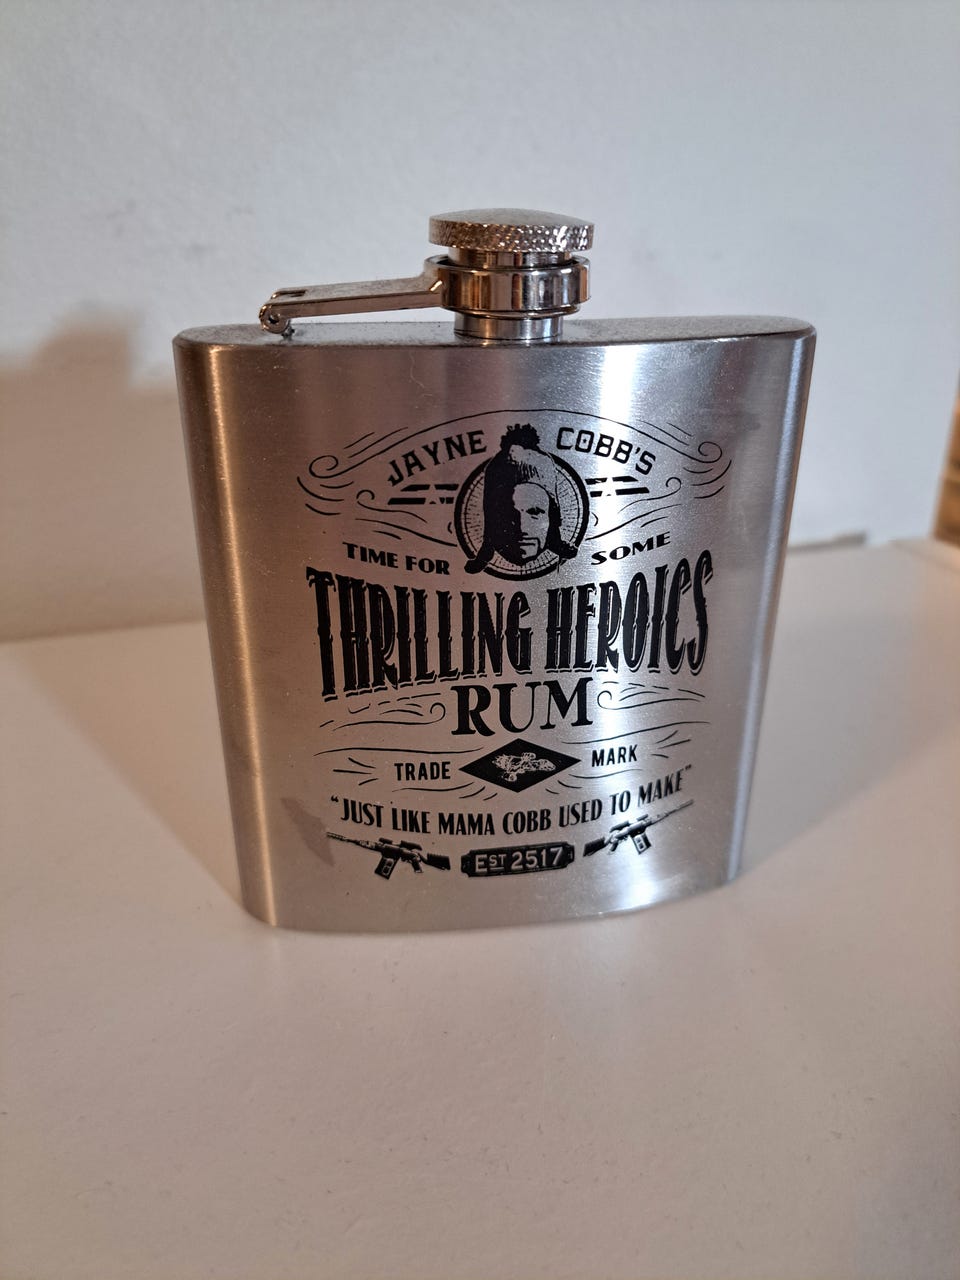 JAYNE COBB'S
TIME FOR SOME
THRILLING HEROICS
RUM
TRADE MARK
“JUST LIKE MAMA COBB USED TO MAKE”
EST 2517